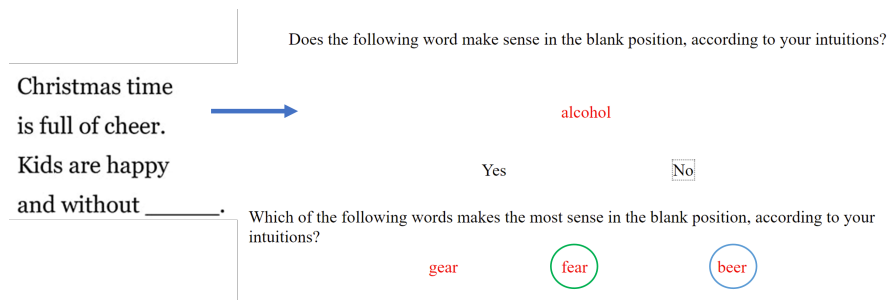 Christmas time
is full of cheer.
Kids are happy
and without ______.
Does the following word make sense in the blank position, according to your intuitions?
alcohol
Yes No
Which of the following words makes the most sense in the blank position, according to your
intuitions?
gear fear beer